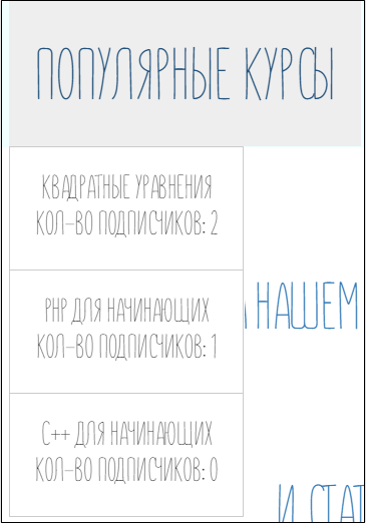 ПОПУЛЯРНЫЕ КУРСЫ
КВАДРАТНЫЕ УРАВНЕНИЯ
КОЛ-ВО ПОДПИСЧИКОВ: 2
PHP ДЛЯ НАЧИНАЮЩИХ
КОЛ-ВО ПОДПИСЧИКОВ: 1
НАШЕМ
C++ ДЛЯ НАЧИНАЮЩИХ
КОЛ-ВО ПОДПИСЧИКОВ: 0
И СТАТ